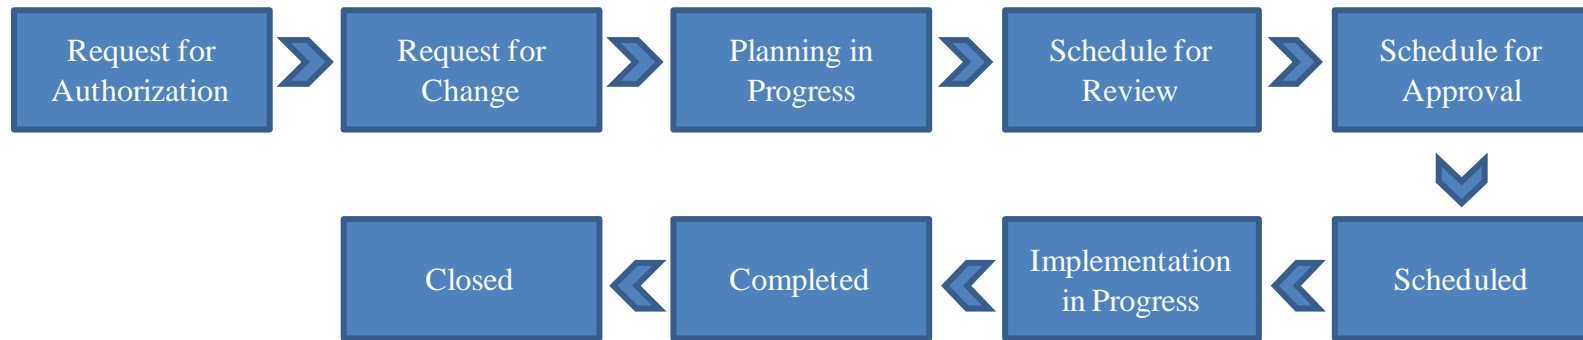 Request for
Authorization
Request for
Change
Planning in
Progress
Schedule for
Review
Schedule for
Approval
Scheduled
Implementation
in Progress
Completed
Closed